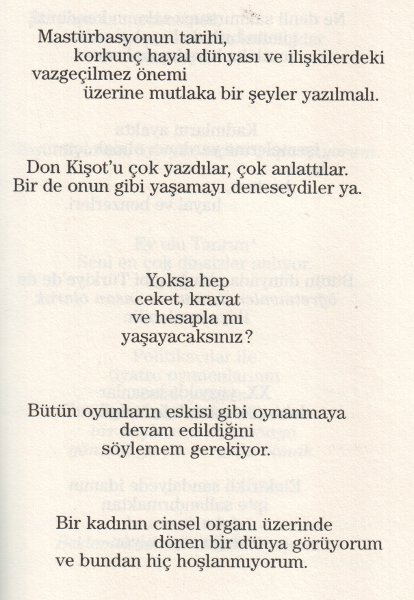 Mastürbasyonun tarihi,
korkunç hayal dünyası ve ilişkilerdeki
vazgeçilmez önemi
üzerine mutlaka bir şeyler yazılmalı.
Don Kişot'u çok yazdılar, çok anlattılar.
Bir de onun gibi yaşamayı deneseydiler ya.
Yoksa hep
ceket, kravat
ve hesapla mı
yaşayacaksınız?
Bütün oyunların eskisi gibi oynanmaya
devam edildiğini
söylemem gerekiyor.
Bir kadının cinsel organı üzerinde
dönen bir dünya görüyorum
ve bundan hiç hoşlanmıyorum.